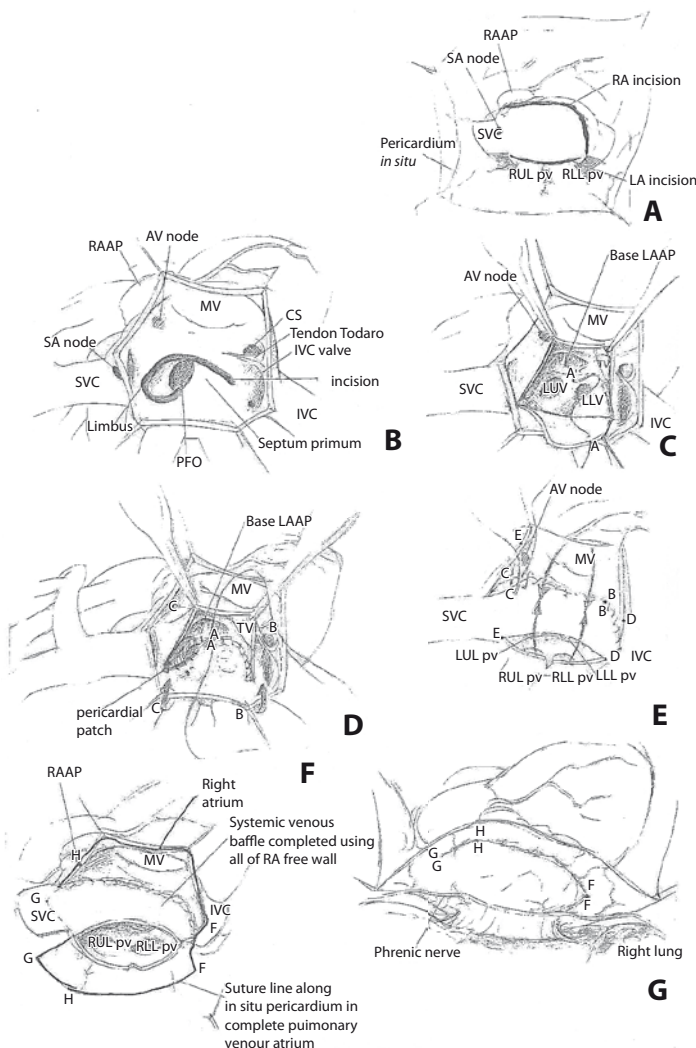 RAAP
SA node
RA incision
SVC
Pericardium
in situ
RUL pv
RLL pv
LA incision
A
AV node
RAAP
MV
CS
SA node
Tendon Todaro
IVC valve
SVC
incision
IVC
Limbus
Septum primum
PFO
B
Base LAAP
AV node
MV
TV
A
SVC
LUV
LLV
IVC
A
C
Base LAAP
MV
C
TV
B
A
A
pericardial
patch
C
B
D
AV node
E
MV
C
C
B
B
SVC
D
E
D
IVC
LUL pv
RUL pv
RLL pv
LLL pv
E
F
RAAP
Right
atrium
Systemic venous
baffle completed using
all of RA free wall
H
MV
G
SVC
IVC
F
RUL pv
RLL pv
G
F
H
Suture line along
in situ pericardium in
complete puimonary
venour atrium
H
H
G
G
F
F
Phrenic nerve
Right lung
G